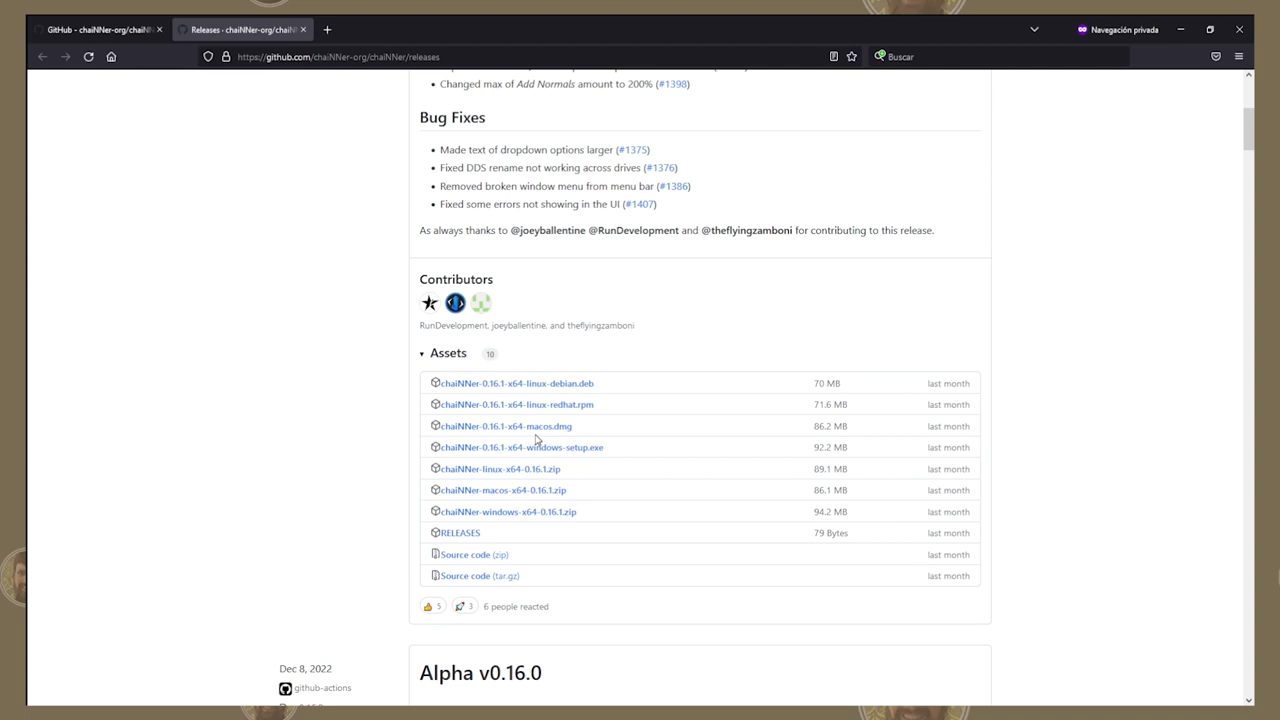 GitHub - chaiNNer-org/chaiNN
Releases · chaiNNer-org/chaiN
Navegación privada
https://github.com/chaiNNer-org/chaiNNer/releases
Buscar
Changed max of Add Normals amount to 200% (#1398)
Bug Fixes
Made text of dropdown options larger (#1375)
Fixed DDS rename not working across drives (#1376)
Removed broken window menu from menu bar (#1386)
Fixed some errors not showing in the UI (#1407)
As always thanks to @joeyballentine @RunDevelopment and @theflyingzamboni for contributing to this release.
Contributors
RunDevelopment, joeyballentine, and theflyingzamboni
Assets 10
chaiNNer-0.16.1-x64-linux-debian.deb 70 MB last month
chaiNNer-0.16.1-x64-linux-redhat.rpm 71.6 MB last month
chaiNNer-0.16.1-x64-macos.dmg 86.2 MB last month
chaiNNer-0.16.1-x64-windows-setup.exe 92.2 MB last month
chaiNNer-linux-x64-0.16.1.zip 89.1 MB last month
chaiNNer-macos-x64-0.16.1.zip 86.1 MB last month
chaiNNer-windows-x64-0.16.1.zip 94.2 MB last month
RELEASES 79 Bytes last month
Source code (zip) last month
Source code (tar.gz) last month
5 3 6 people reacted
Dec 8, 2022
Alpha v0.16.0
github-actions